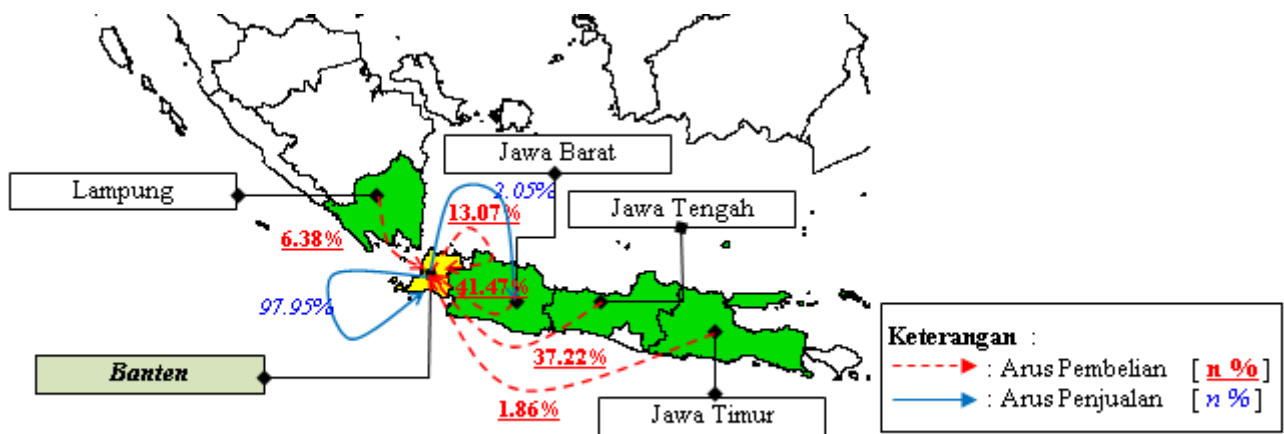 Jawa Barat
Lampung
2.05%
Jawa Tengah
13.07%
6.38%
41.47%
97.95%
Keterangan :
37.22%
Banten
: Arus Pembelian [ n % ]
1.86%
Jawa Timur
: Arus Penjualan [ n % ]